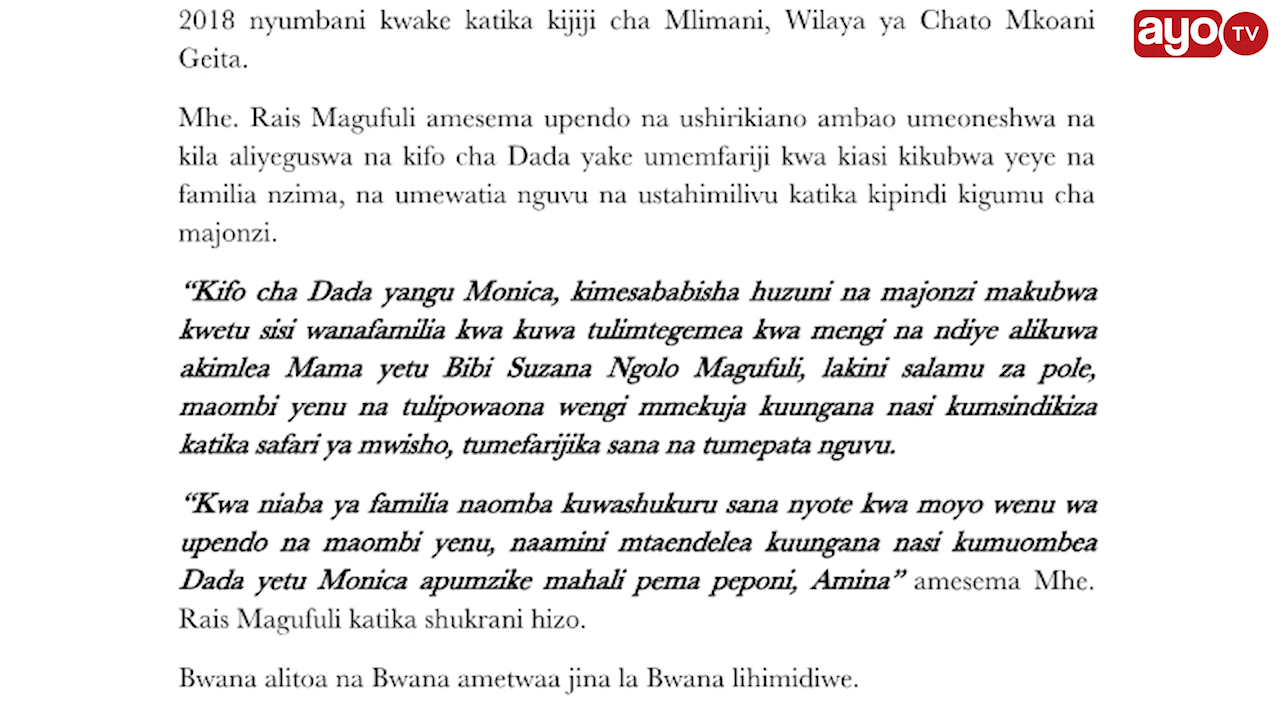 2018 nyumbani kwake katika kijiji cha Mlimani, Wilaya ya Chato Mkoani
Geita.
Mhe. Rais Magufuli amesema upendo na ushirikiano ambao umeoneshwa na
kila aliyeguswa na kifo cha Dada yake umemfariji kwa kiasi kikubwa yeye na
familia nzima, na umewatia nguvu na ustahimilivu katika kipindi kigumu cha
majonzi.
“Kifo cha Dada yangu Monica, kimesababisha huzuni na majonzi makubwa
kwetu sisi wanafamilia kwa kuwa tulimtegemea kwa mengi na ndiye alikuwa
akimlea Mama yetu Bibi Suzana Ngolo Magufuli, lakini salamu za pole,
maombi yenu na tulipowaona wengi mmekuja kuungana nasi kumsindikiza
katika safari ya mwisho, tumefarijika sana na tumepata nguvu.
“Kwa niaba ya familia naomba kuwashukuru sana nyote kwa moyo wenu wa
upendo na maombi yenu, naamini mtaendelea kuungana nasi kumuombea
Dada yetu Monica apumzike mahali pema peponi, Amina” amesema Mhe.
Rais Magufuli katika shukrani hizo.
Bwana alitoa na Bwana ametwaa jina la Bwana lihimidiwe.
ayo TV